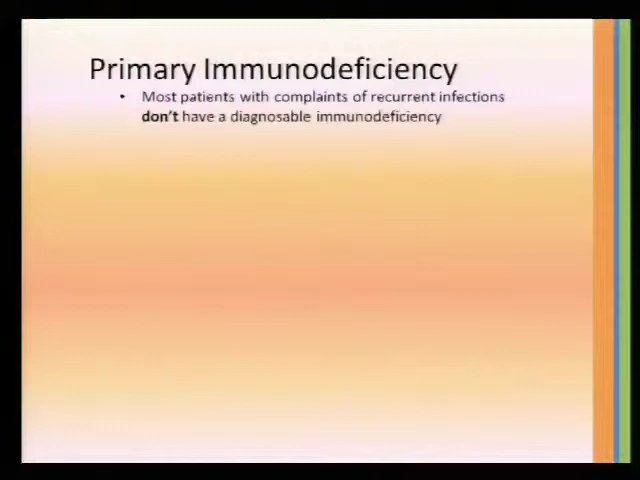 Primary Immunodeficiency
• Most patients with complaints of recurrent infections
don't have a diagnosable immunodeficiency